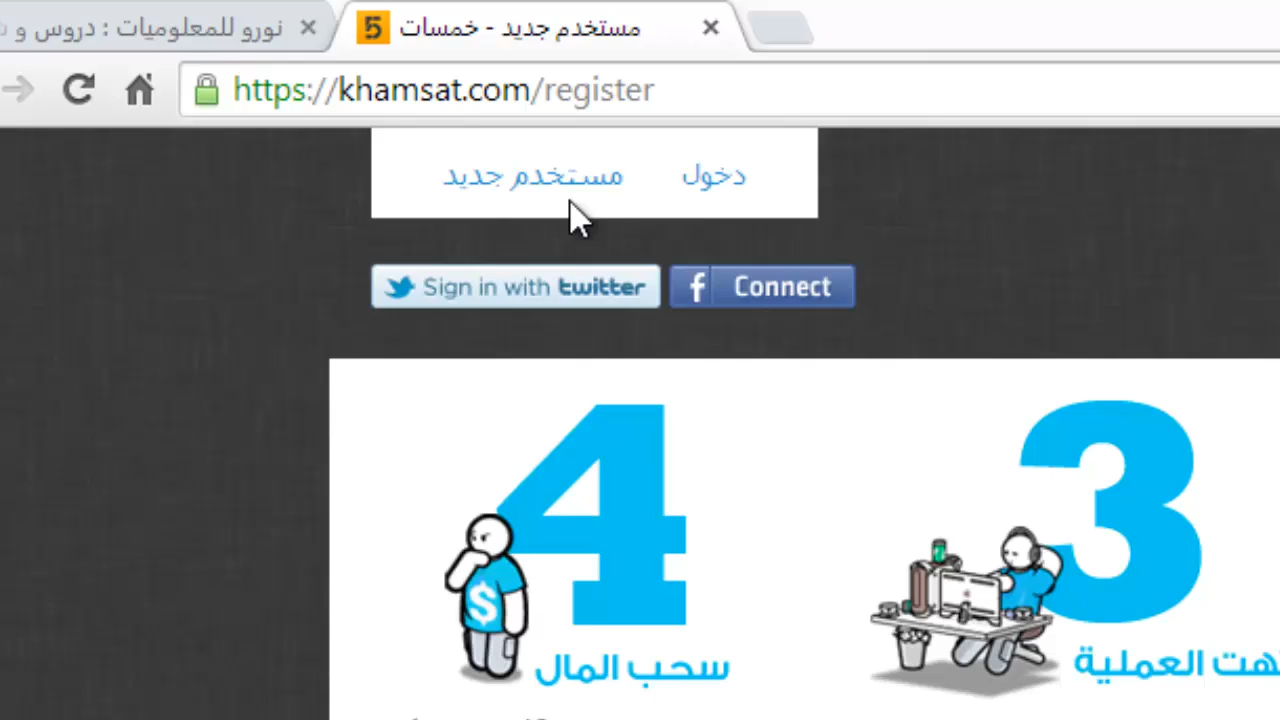 نورو للمعلوميات : دروس و
5 مستخدم جديد - خمسات
https://khamsat.com/register
دخول
مستخدم جديد
Sign in with twitter
f Connect
3
4
$
هت العملية
سحب المال